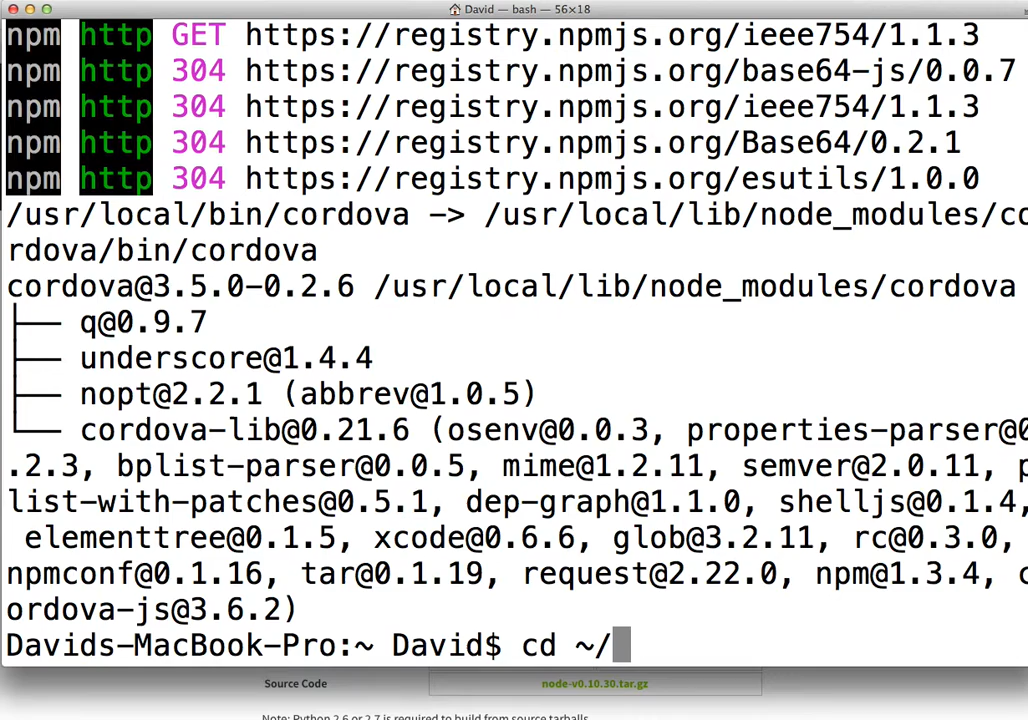 David — bash — 56×18
npm http GET https://registry.npmjs.org/ieee754/1.1.3
npm http 304 https://registry.npmjs.org/base64-js/0.0.7
npm http 304 https://registry.npmjs.org/ieee754/1.1.3
npm http 304 https://registry.npmjs.org/Base64/0.2.1
npm http 304 https://registry.npmjs.org/esutils/1.0.0
/usr/local/bin/cordova -> /usr/local/lib/node_modules/co
rdova/bin/cordova
cordova@3.5.0-0.2.6 /usr/local/lib/node_modules/cordova
├── q@0.9.7
├── underscore@1.4.4
├── nopt@2.2.1 (abbrev@1.0.5)
└── cordova-lib@0.21.6 (osenv@0.0.3, properties-parser@0
.2.3, bplist-parser@0.0.5, mime@1.2.11, semver@2.0.11, p
list-with-patches@0.5.1, dep-graph@1.1.0, shelljs@0.1.4,
elementtree@0.1.5, xcode@0.6.6, glob@3.2.11, rc@0.3.0,
npmconf@0.1.16, tar@0.1.19, request@2.22.0, npm@1.3.4, c
ordova-js@3.6.2)
Davids-MacBook-Pro:~ David$ cd ~/
Source Code node-v0.10.30.tar.gz
Note: Python 2.6 or 2.7 is required to build from source tarballs.